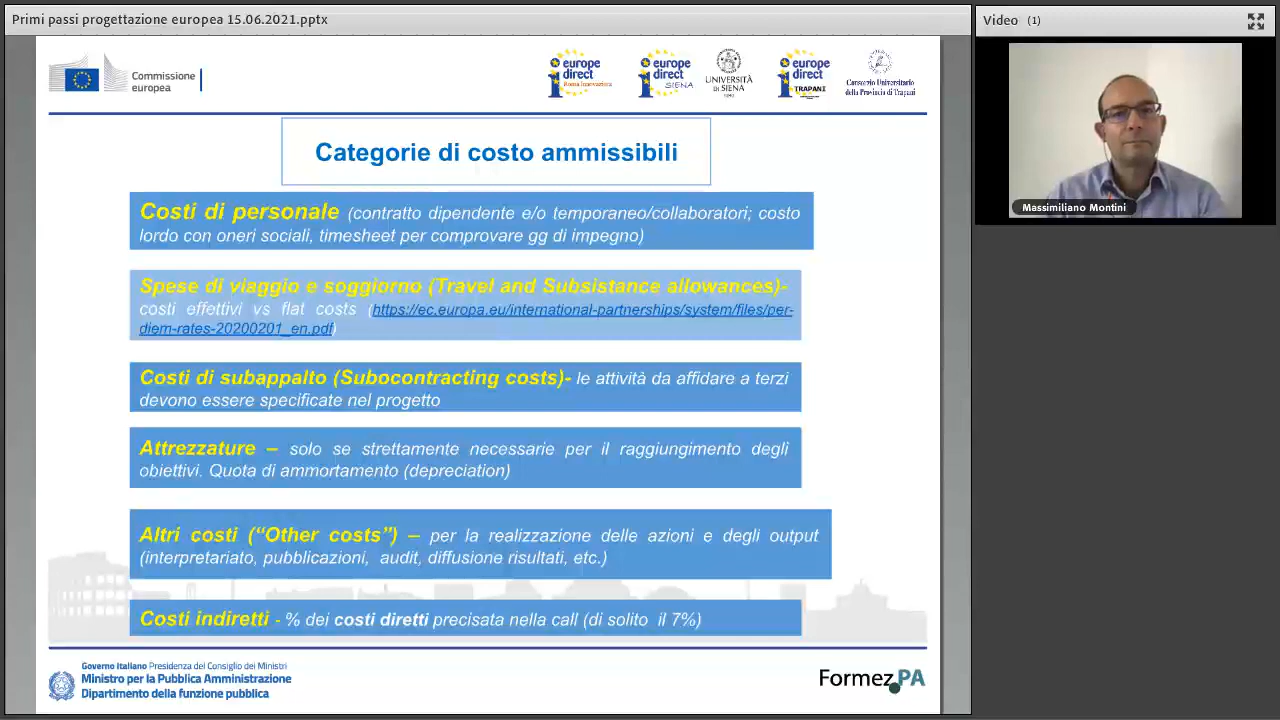 Primi passi progettazione europea 15.06.2021.pptx
Video (1)
Commissione
europea
europe
direct
Roma Innovazione
europe
direct
SIENA
UNIVERSITÀ
DI SIENA
1240
europe
direct
TRAPANI
Consorzio Universitario
della Provincia di Trapani
Massimiliano Montini
Categorie di costo ammissibili
Costi di personale (contratto dipendente e/o temporaneo/collaboratori; costo
lordo con oneri sociali, timesheet per comprovare gg di impegno)
Spese di viaggio e soggiorno (Travel and Subsistance allowances)-
costi effettivi vs flat costs (https://ec.europa.eu/international-partnerships/system/files/per-
diem-rates-20200201_en.pdf)
Costi di subappalto (Subocontracting costs)- le attività da affidare a terzi
devono essere specificate nel progetto
Attrezzature – solo se strettamente necessarie per il raggiungimento degli
obiettivi. Quota di ammortamento (depreciation)
Altri costi (“Other costs”) – per la realizzazione delle azioni e degli output
(interpretariato, pubblicazioni, audit, diffusione risultati, etc.)
Costi indiretti - % dei costi diretti precisata nella call (di solito il 7%)
Governo Italiano Presidenza del Consiglio dei Ministri
Ministro per la Pubblica Amministrazione
Dipartimento della funzione pubblica
Formez PA